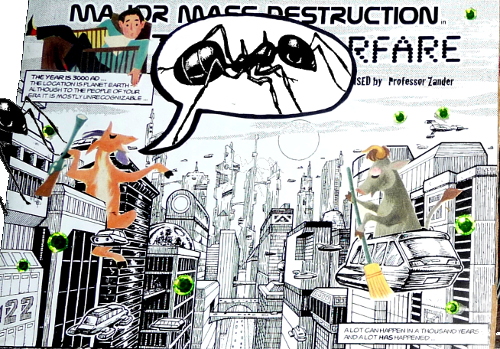 MAJOR MASS DESTRUCTION in
RFARE
SED by Professor Zander
THE YEAR IS 3000 AD ...
THE LOCATION IS PLANET EARTH -
ALTHOUGH TO THE PEOPLE OF YOUR
ERA IT IS MOSTLY UNRECOGNIZABLE ...
A LOT CAN HAPPEN IN A THOUSAND YEARS
AND A LOT HAS HAPPENED ...